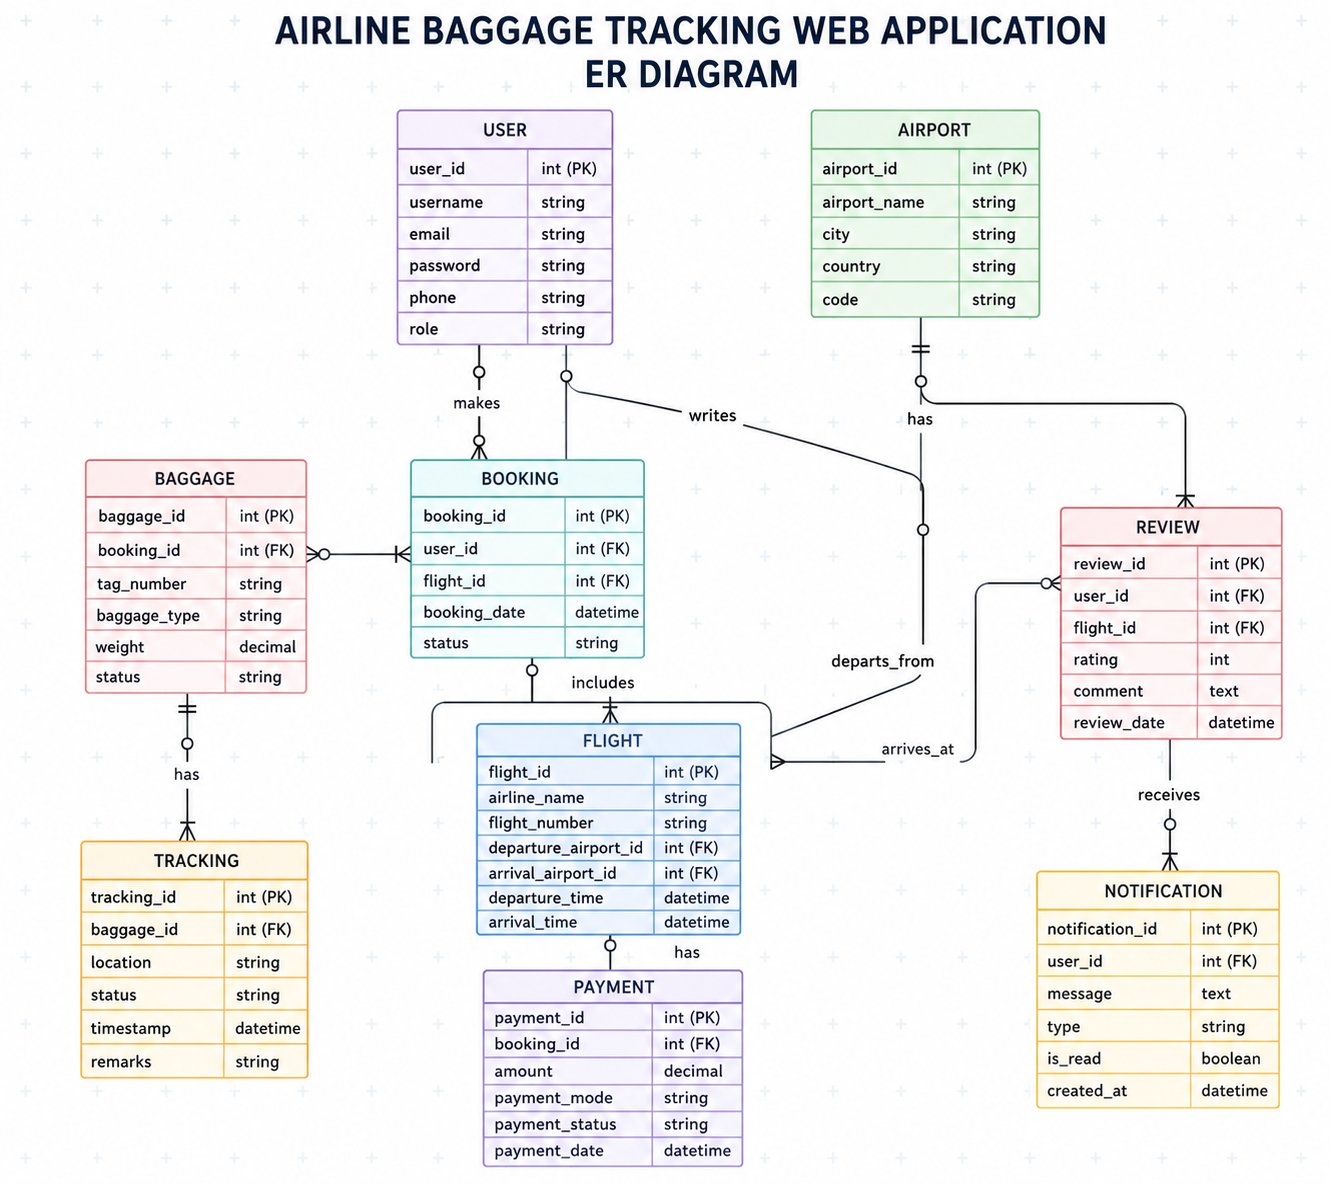 AIRLINE BAGGAGE TRACKING WEB APPLICATION
ER DIAGRAM
USER
user_id int (PK)
username string
email string
password string
phone string
role string
AIRPORT
airport_id int (PK)
airport_name string
city string
country string
code string
makes
writes
has
BAGGAGE
baggage_id int (PK)
booking_id int (FK)
tag_number string
baggage_type string
weight decimal
status string
BOOKING
booking_id int (PK)
user_id int (FK)
flight_id int (FK)
booking_date datetime
status string
REVIEW
review_id int (PK)
user_id int (FK)
flight_id int (FK)
rating int
comment text
review_date datetime
departs_from
includes
arrives_at
has
receives
FLIGHT
flight_id int (PK)
airline_name string
flight_number string
departure_airport_id int (FK)
arrival_airport_id int (FK)
departure_time datetime
arrival_time datetime
TRACKING
tracking_id int (PK)
baggage_id int (FK)
location string
status string
timestamp datetime
remarks string
has
PAYMENT
payment_id int (PK)
booking_id int (FK)
amount decimal
payment_mode string
payment_status string
payment_date datetime
NOTIFICATION
notification_id int (PK)
user_id int (FK)
message text
type string
is_read boolean
created_at datetime